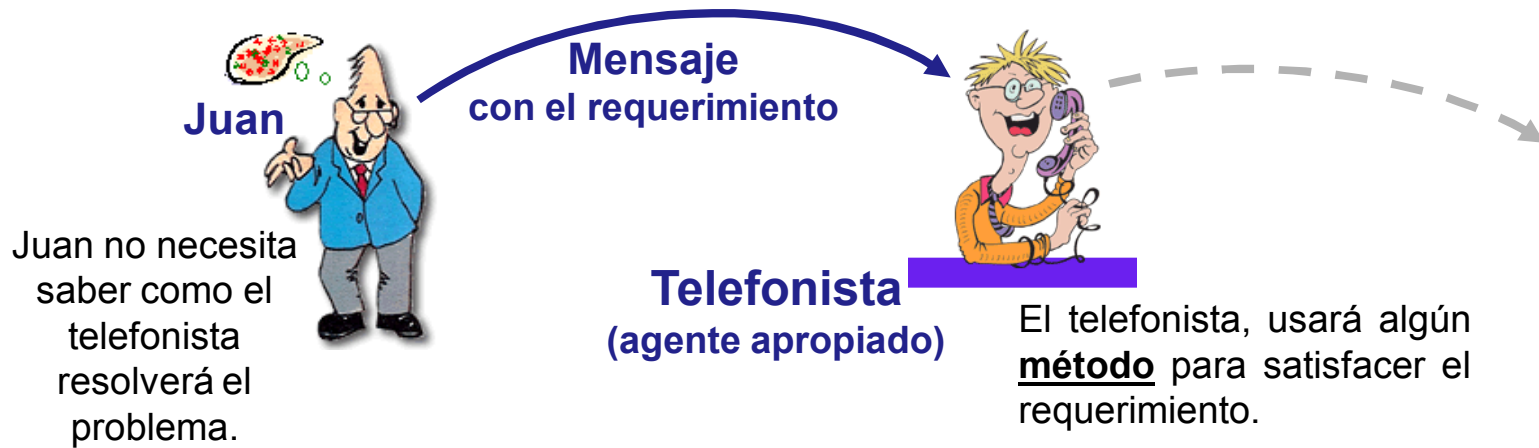 Mensaje
con el requerimiento
Juan
Juan no necesita
saber como el
telefonista
resolverá el
problema.
Telefonista
(agente apropiado)
El telefonista, usará algún
método para satisfacer el
requerimiento.